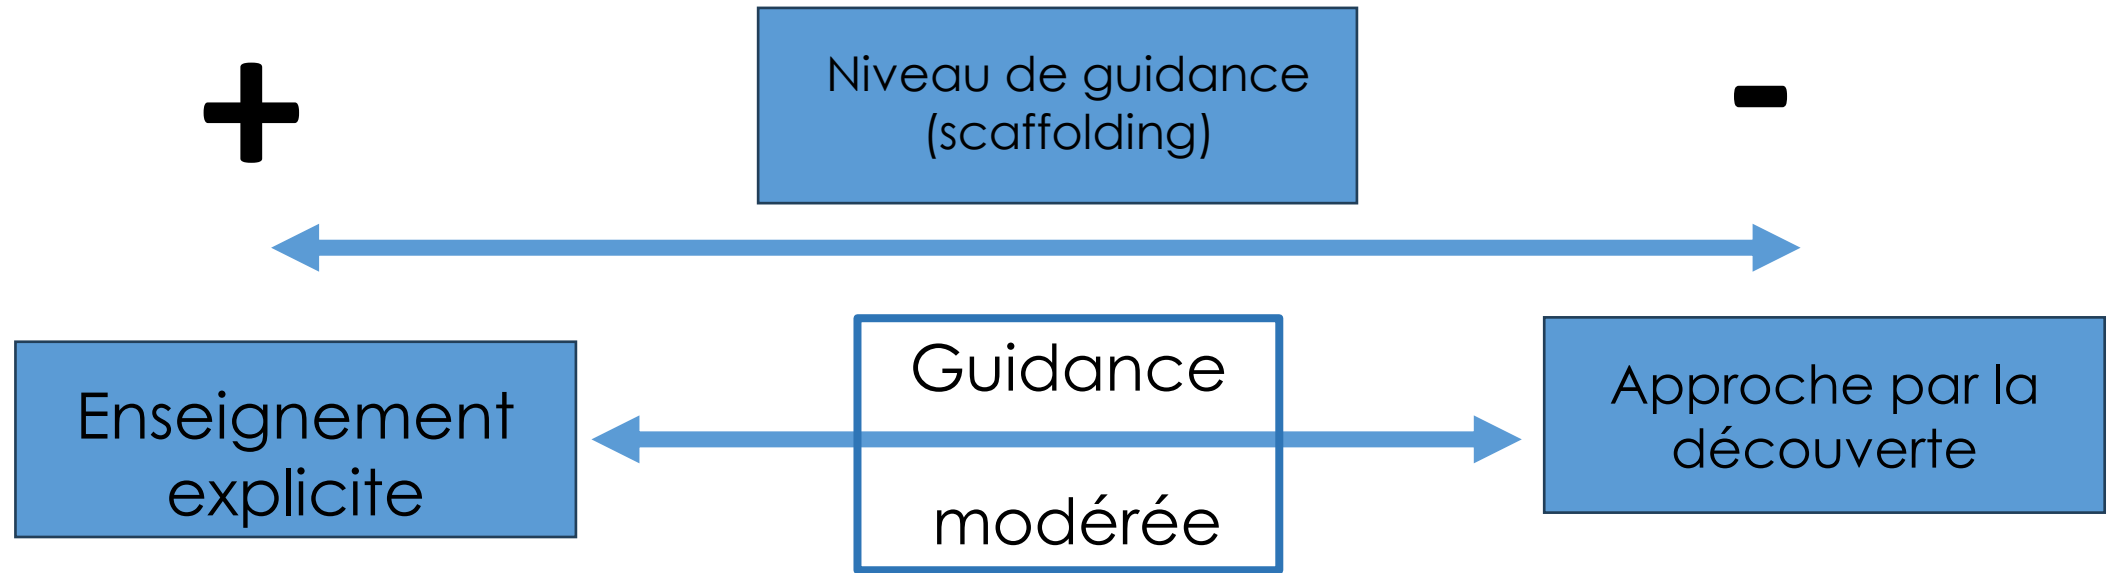 +
Niveau de guidance
(scaffolding)
-
Enseignement
explicite
Guidance
modérée
Approche par la
découverte